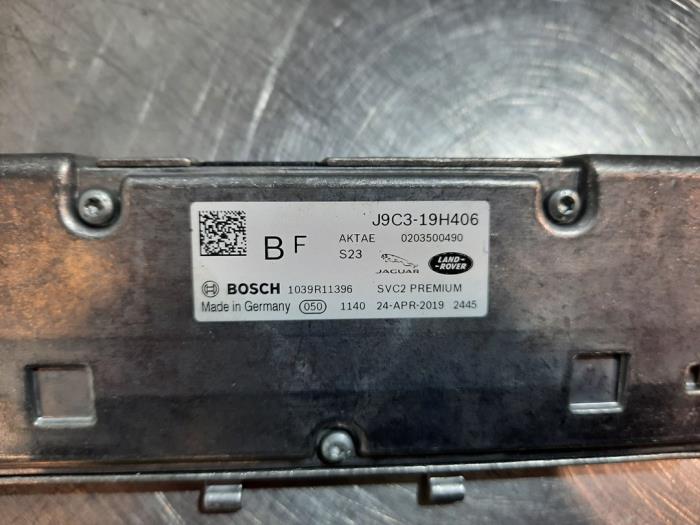 J9C3-19H406
BF AKTAE 0203500490
S23
JAGUAR LAND-ROVER
BOSCH 1039R11396 SVC2 PREMIUM
Made in Germany 050 1140 24-APR-2019 2445